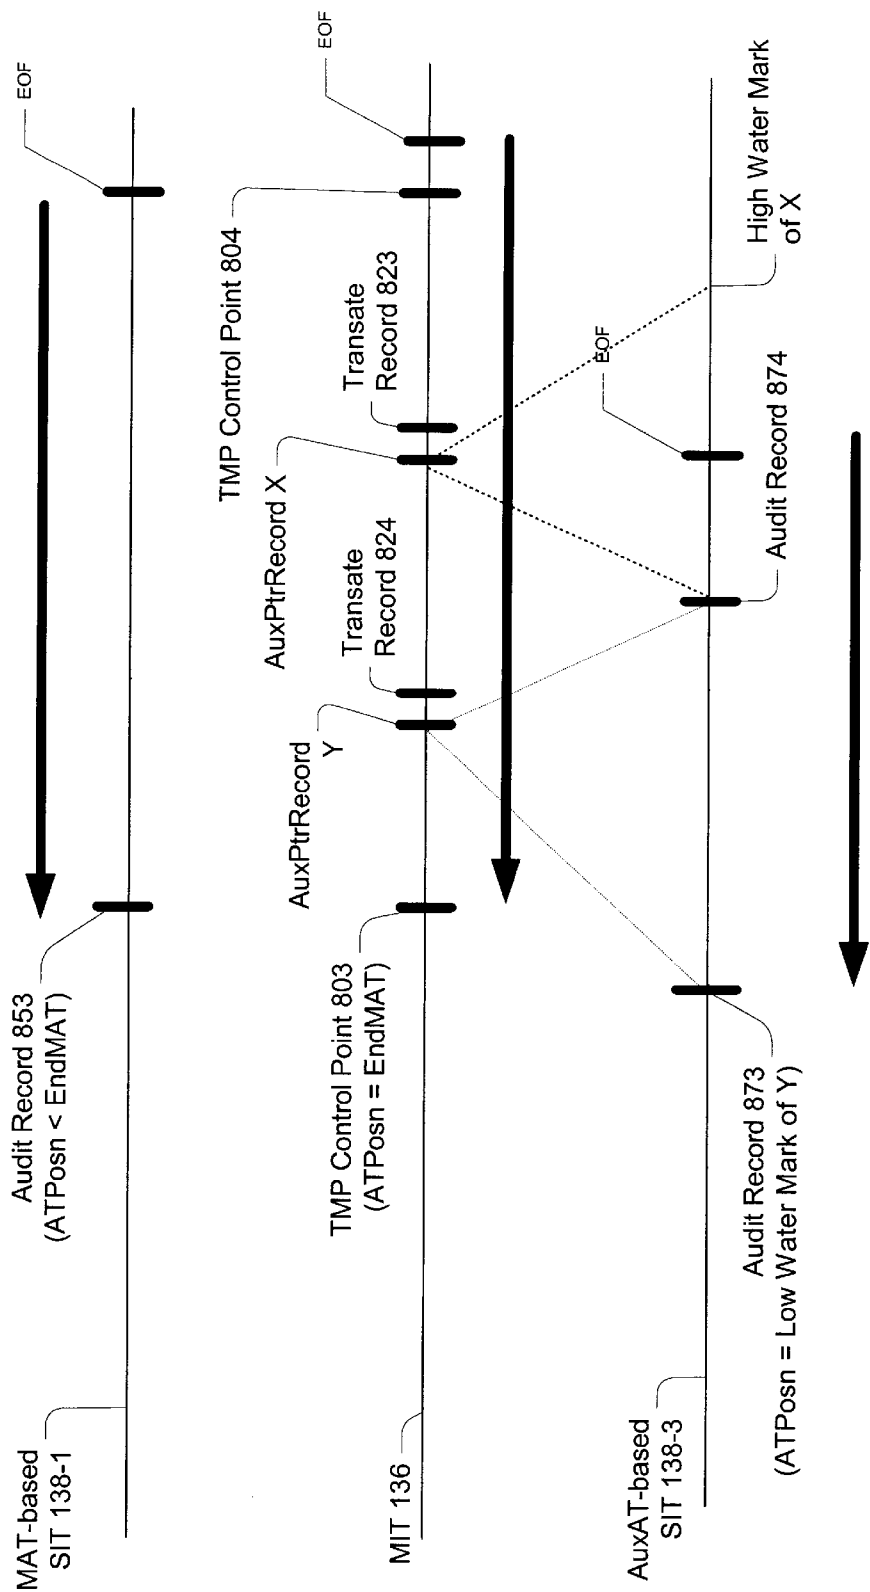 MAT-based
SIT 138-1
Audit Record 853
(ATPosn < EndMAT)
EOF
MIT 136
TMP Control Point 803
(ATPosn = EndMAT)
AuxPtrRecord
Y
Transate
Record 824
AuxPtrRecord X
Transate
Record 823
TMP Control Point 804
EOF
AuxAT-based
SIT 138-3
Audit Record 873
(ATPosn = Low Water Mark of Y)
Audit Record 874
EOF
High Water Mark
of X